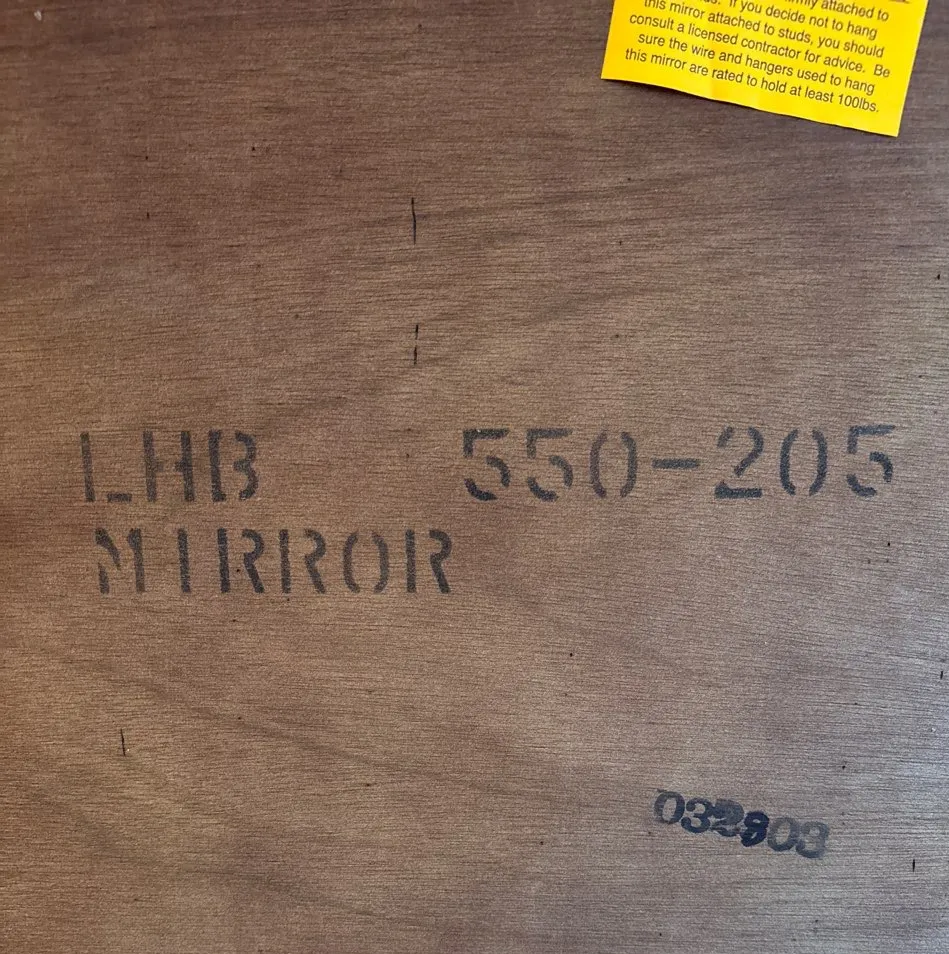 firmly attached to
If you decide not to hang
this mirror attached to studs, you should
consult a licensed contractor for advice. Be
sure the wire and hangers used to hang
this mirror are rated to hold at least 100lbs.
LHB 550-205
MIRROR